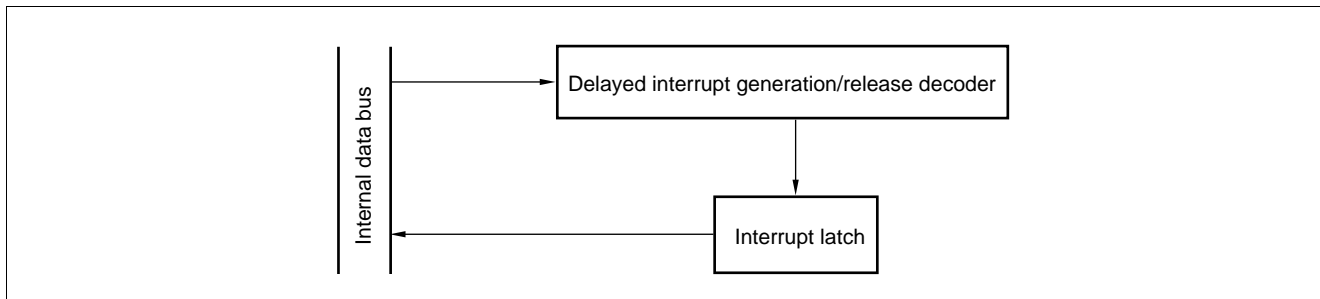 Internal data bus
Delayed interrupt generation/release decoder
Interrupt latch